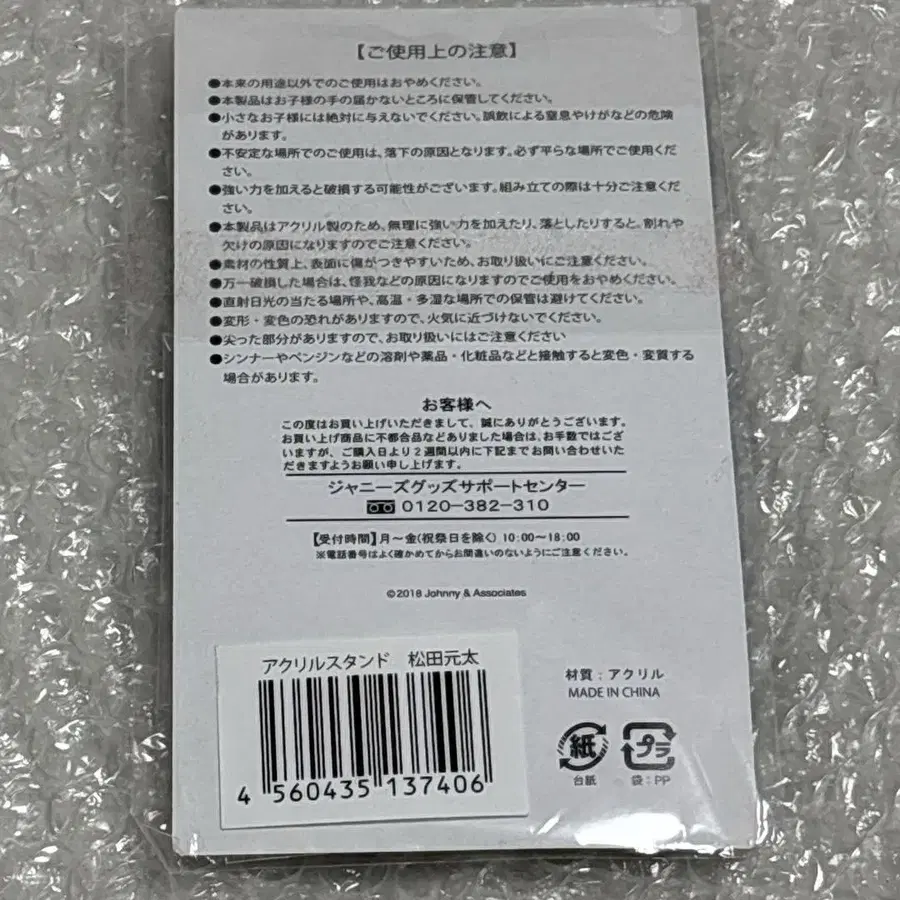 【ご使用上の注意】
●本来の用途以外でのご使用はおやめください。
●本製品はお子様の手の届かないところに保管してください。
●小さなお子様には絶対に与えないでください。誤飲による窒息やけがなどの危険
があります。
●不安定な場所でのご使用は、落下の原因となります。必ず平らな場所でご使用くだ
さい。
●強い力を加えると破損する可能性がございます。組み立ての際は十分ご注意くだ
さい。
●本製品はアクリル製のため、無理に強い力を加えたり、落としたりすると、割れや
欠けの原因になりますのでご注意ください。
●素材の性質上、表面に傷がつきやすいため、お取り扱いにご注意ください。
●万一破損した場合は、怪我などの原因になりますのでご使用をおやめください。
●直射日光の当たる場所や、高温・多湿な場所での保管は避けてください。
●変形・変色の恐れがありますので、火気に近づけないでください。
●尖った部分がありますので、お取り扱いにはご注意ください
●シンナーやベンジンなどの溶剤や薬品・化粧品などと接触すると変色・変質する
場合があります。
お客様へ
この度はお買い上げいただきまして、誠にありがとうございます。
お買い上げ商品に不都合品などありました場合は、お手数ではござ
いますが、ご購入日より2週間以内に下記までお問い合わせいた
だきますようお願い申し上げます。
ジャニーズグッズサポートセンター
0120-382-310
【受付時間】月～金(祝祭日を除く) 10:00～18:00
※電話番号はよく確かめてからお間違いのないようにご注意ください。
©2018 Johnny & Associates
アクリルスタンド 松田元太
4 560435 137406
材質：アクリル
MADE IN CHINA
紙
台紙
プラ
袋：PP